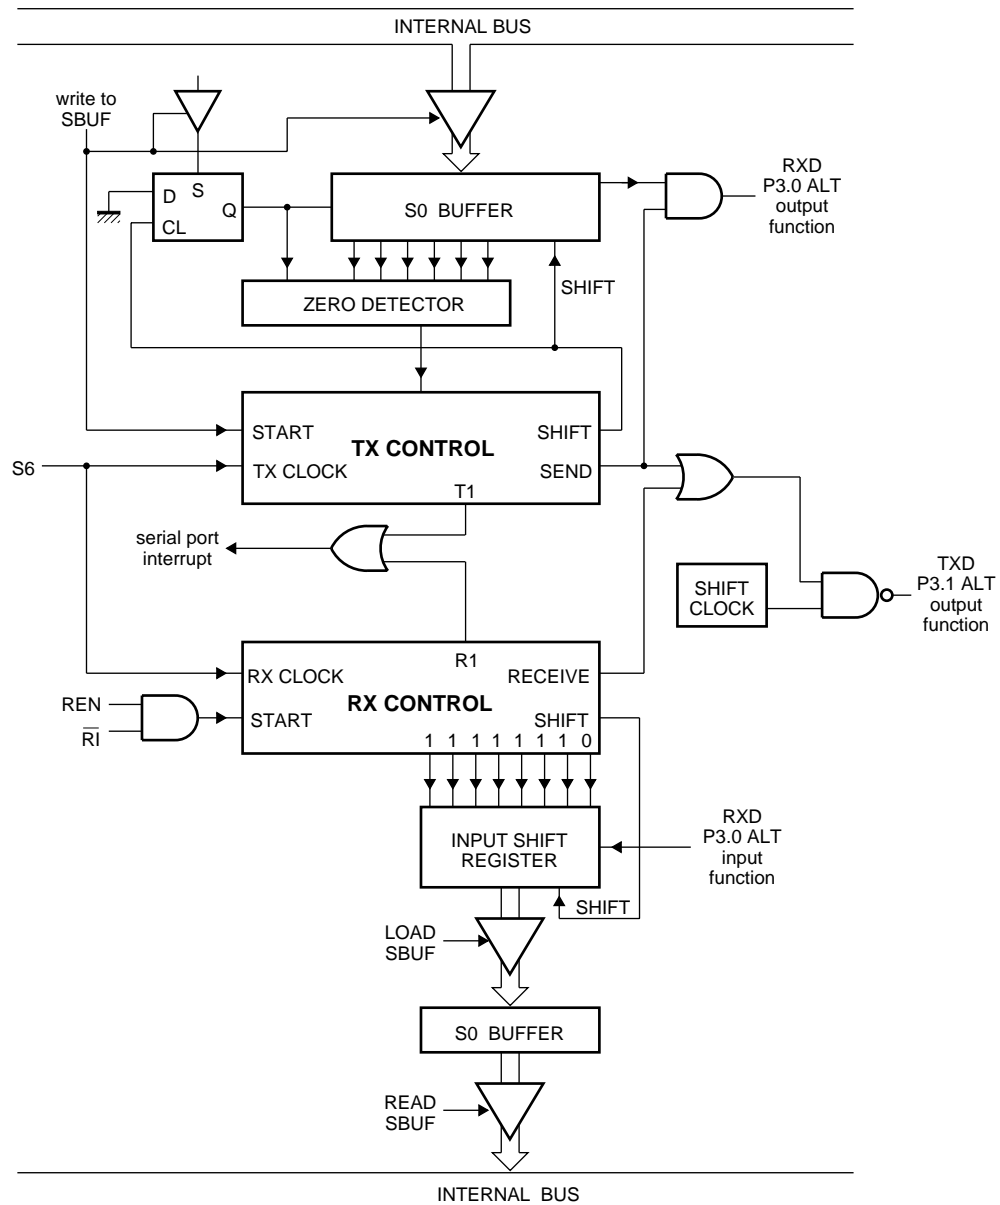 INTERNAL BUS
write to
SBUF
RXD
P3.0 ALT
output
function
D
S
Q
CL
S0 BUFFER
SHIFT
ZERO DETECTOR
START
TX CONTROL
SHIFT
S6
TX CLOCK
SEND
T1
serial port
interrupt
SHIFT
CLOCK
TXD
P3.1 ALT
output
function
R1
RX CLOCK
RECEIVE
REN
RX CONTROL
RI
START
SHIFT
1 1 1 1 1 1 1 0
INPUT SHIFT
REGISTER
RXD
P3.0 ALT
input
function
SHIFT
LOAD
SBUF
S0 BUFFER
READ
SBUF
INTERNAL BUS